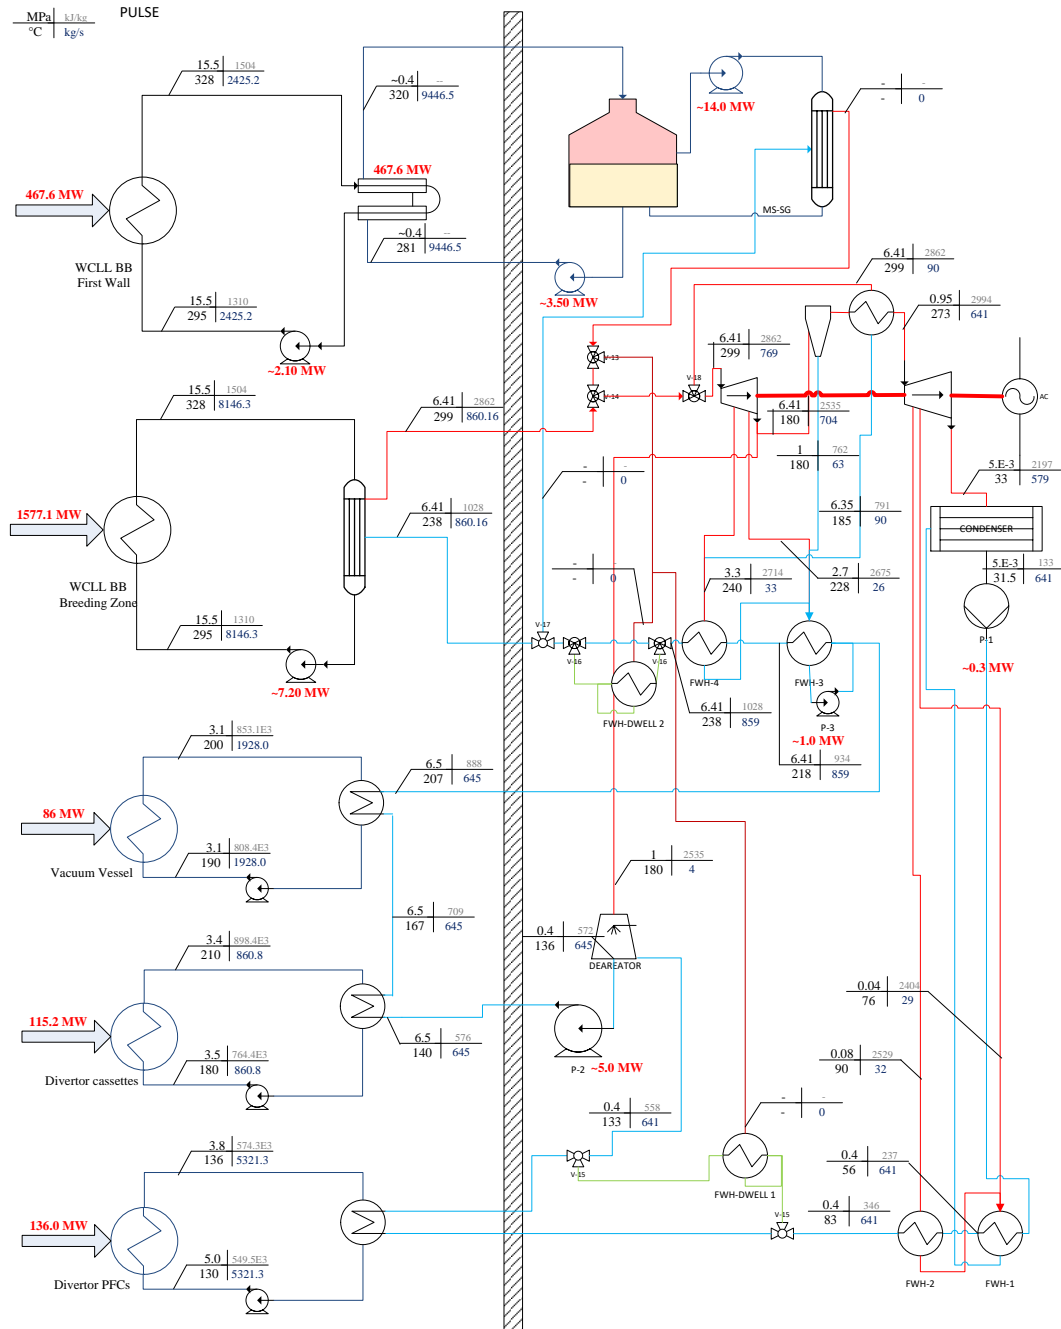 PULSE
MPa kJ/kg
°C kg/s
15.5 1504
328 2425.2
~0.4 --
320 9446.5
467.6 MW
467.6 MW
WCLL BB
First Wall
15.5 1310
295 2425.2
~0.4 --
281 9446.5
~2.10 MW
~3.50 MW
~14.0 MW
- -
- 0
MS-SG
6.41 2862
299 90
0.95 2994
273 641
6.41 2862
299 769
V-13
V-14
V-18
AC
15.5 1504
328 8146.3
6.41 2862
299 860.16
6.41 2535
180 704
1 762
180 63
- -
- 0
5.E-3 2197
33 579
6.41 1028
238 860.16
6.35 791
185 90
CONDENSER
1577.1 MW
WCLL BB
Breeding Zone
15.5 1310
295 8146.3
~7.20 MW
- -
- 0
3.3 2714
240 33
2.7 2675
228 26
5.E-3 133
31.5 641
P-1
~0.3 MW
V-17
V-16
V-16
FWH-4
FWH-3
FWH-DWELL 2
P-3
~1.0 MW
6.41 1028
238 859
6.41 934
218 859
3.1 853.1E3
200 1928.0
6.5 888
207 645
86 MW
3.1 808.4E3
190 1928.0
Vacuum Vessel
1 2535
180 4
6.5 709
167 645
0.4 572
136 645
DEAREATOR
3.4 898.4E3
210 860.8
115.2 MW
6.5 576
140 645
P-2
~5.0 MW
3.5 764.4E3
180 860.8
Divertor cassettes
0.04 2404
76 29
0.08 2529
90 32
0.4 558
133 641
- -
- 0
3.8 574.3E3
136 5321.3
V-15
FWH-DWELL 1
0.4 237
56 641
V-15
0.4 346
83 641
136.0 MW
5.0 549.5E3
130 5321.3
Divertor PFCs
FWH-2
FWH-1